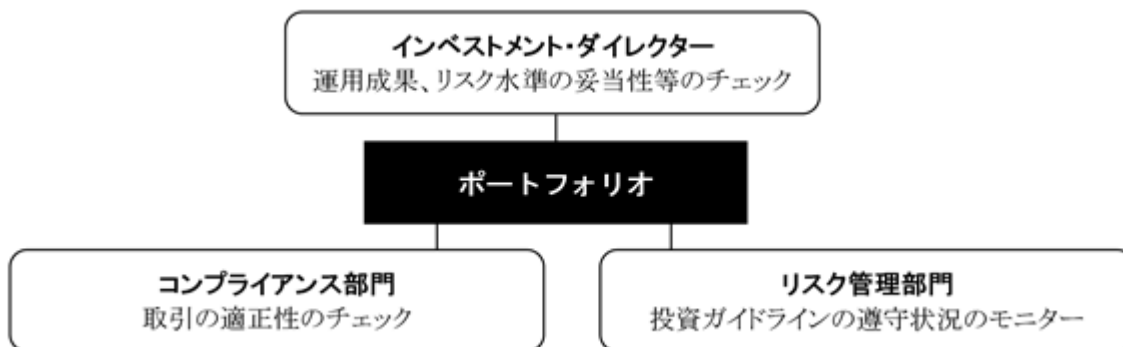 インベストメント・ダイレクター
運用成果、リスク水準の妥当性等のチェック
ポートフォリオ
コンプライアンス部門
取引の適正性のチェック
リスク管理部門
投資ガイドラインの遵守状況のモニター